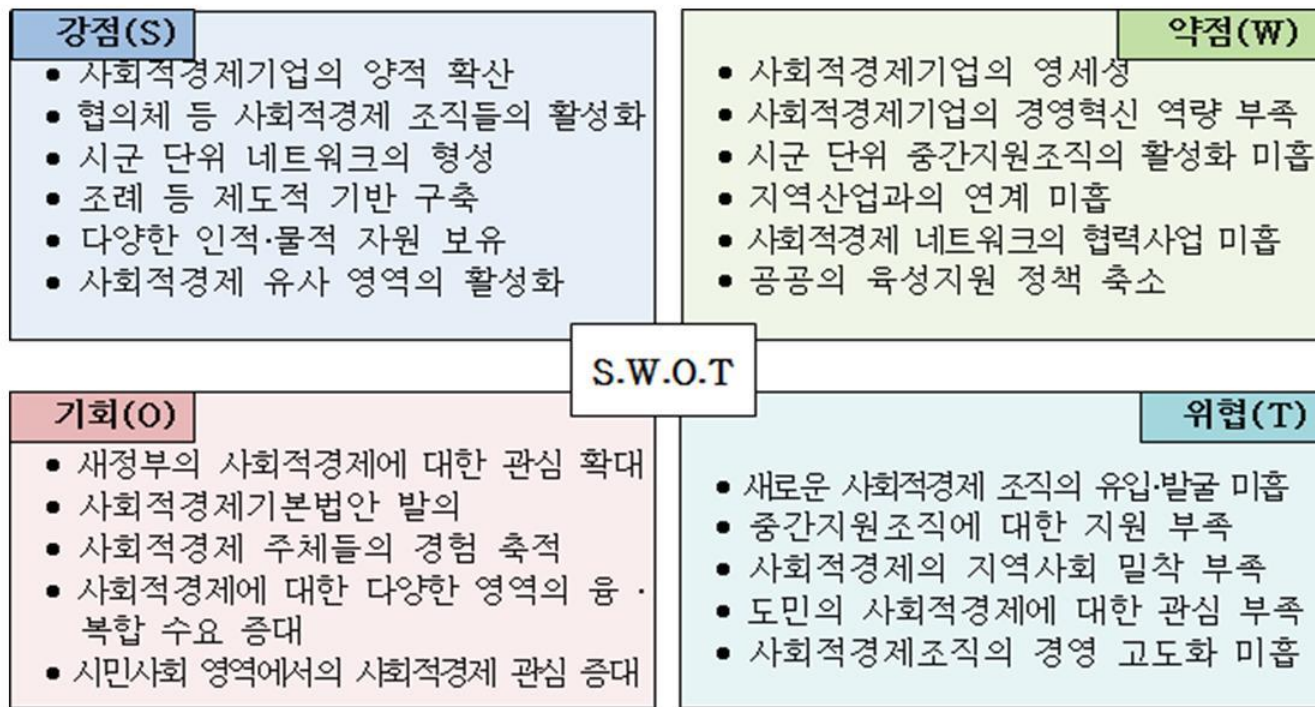 강점(S)
• 사회적경제기업의 양적 확산
• 협의체 등 사회적경제 조직들의 활성화
• 시군 단위 네트워크의 형성
• 조례 등 제도적 기반 구축
• 다양한 인적·물적 자원 보유
• 사회적경제 유사 영역의 활성화
약점(W)
• 사회적경제기업의 영세성
• 사회적경제기업의 경영혁신 역량 부족
• 시군 단위 중간지원조직의 활성화 미흡
• 지역산업과의 연계 미흡
• 사회적경제 네트워크의 협력사업 미흡
• 공공의 육성지원 정책 축소
S.W.O.T
기회(O)
• 새정부의 사회적경제에 대한 관심 확대
• 사회적경제기본법안 발의
• 사회적경제 주체들의 경험 축적
• 사회적경제에 대한 다양한 영역의 융·
복합 수요 증대
• 시민사회 영역에서의 사회적경제 관심 증대
위협(T)
• 새로운 사회적경제 조직의 유입·발굴 미흡
• 중간지원조직에 대한 지원 부족
• 사회적경제의 지역사회 밀착 부족
• 도민의 사회적경제에 대한 관심 부족
• 사회적경제조직의 경영 고도화 미흡